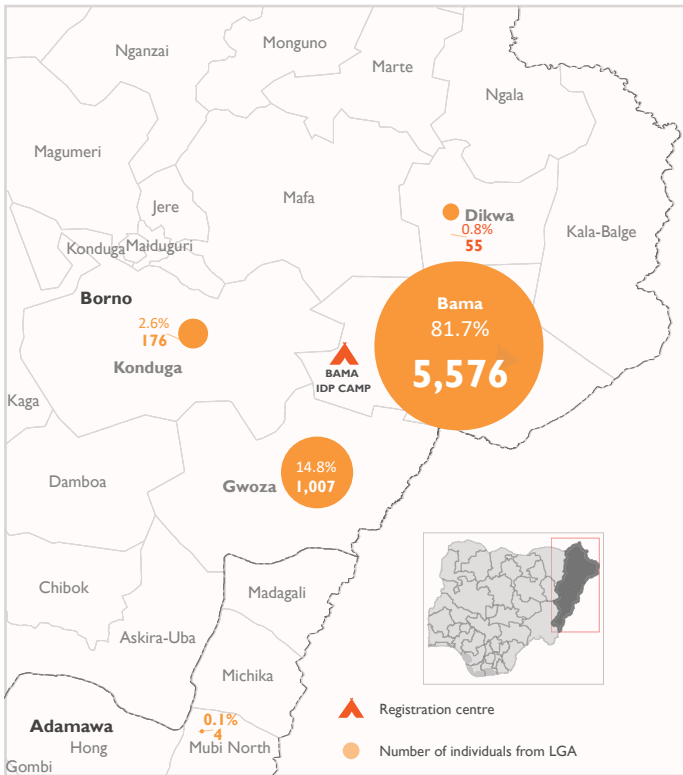 Nganzai
Monguno
Marte
Ngala
Magumeri
Mafa
Jere
Dikwa
0.8%
55
Kala-Balge
Konduga
Maiduguri
Borno
2.6%
176
Konduga
Bama
81.7%
5,576
BAMA
IDP CAMP
Kaga
Damboa
Gwoza
14.8%
1,007
Chibok
Madagali
Askira-Uba
Michika
Adamawa
Hong
Gombi
0.1%
4
Mubi North
Registration centre
Number of individuals from LGA